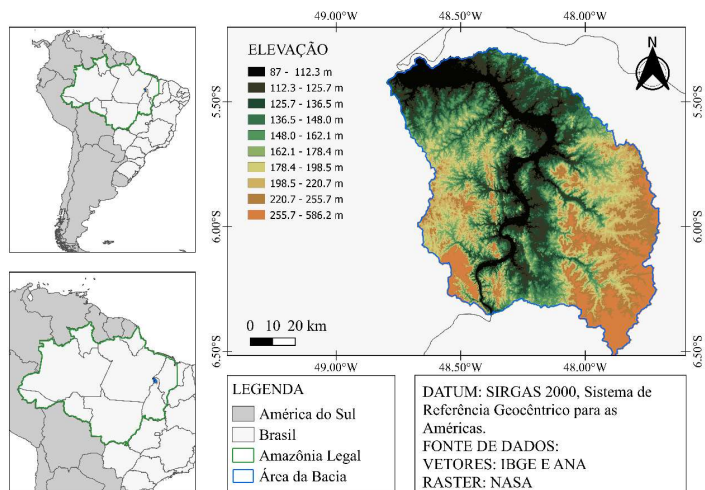 49.00°W 48.50°W 48.00°W
ELEVAÇÃO
87 - 112.3 m
112.3 - 125.7 m
125.7 - 136.5 m
136.5 - 148.0 m
148.0 - 162.1 m
162.1 - 178.4 m
178.4 - 198.5 m
198.5 - 220.7 m
220.7 - 255.7 m
255.7 - 586.2 m
N
5.50°S 5.50°S
6.00°S 6.00°S
6.50°S 6.50°S
0 10 20 km
49.00°W 48.50°W 48.00°W
LEGENDA
América do Sul
Brasil
Amazônia Legal
Área da Bacia
DATUM: SIRGAS 2000, Sistema de
Referência Geocêntrico para as
Américas.
FONTE DE DADOS:
VETORES: IBGE E ANA
RASTER: NASA